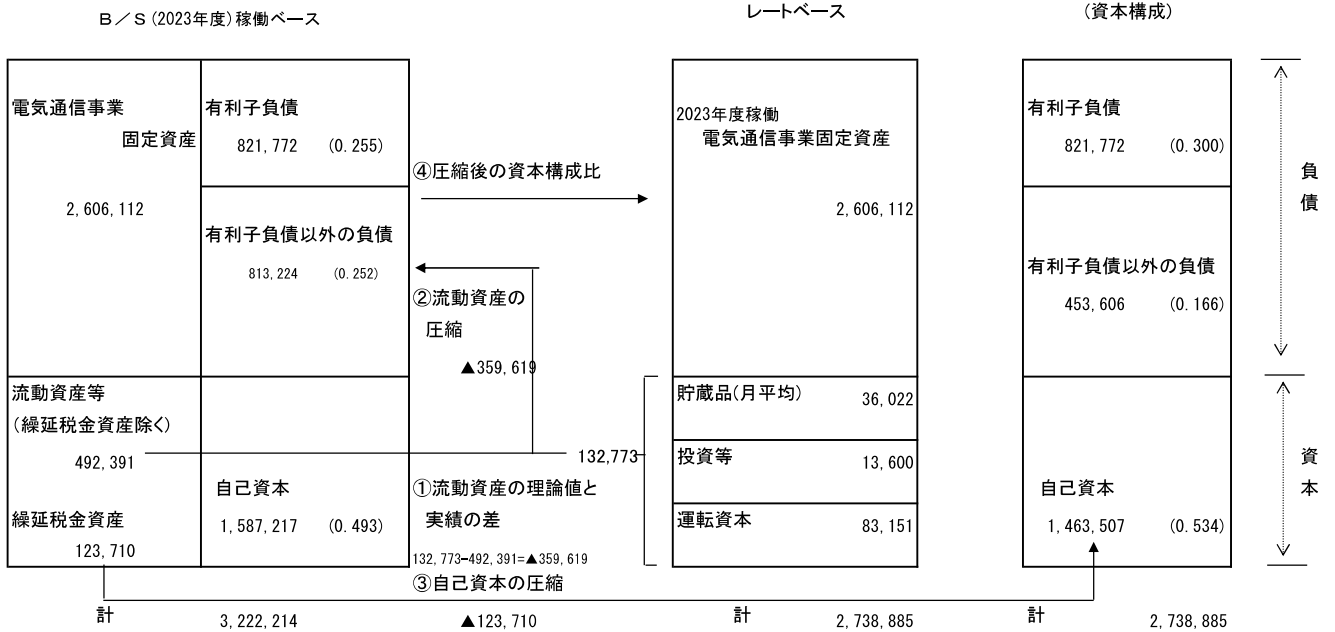 B／S（2023年度）稼働ベース
レートベース
（資本構成）
電気通信事業
固定資産
2,606,112
有利子負債
821,772 (0.255)
有利子負債以外の負債
813,224 (0.252)
流動資産等
（繰延税金資産除く）
492,391
繰延税金資産
123,710
自己資本
1,587,217 (0.493)
④圧縮後の資本構成比
②流動資産の
圧縮
▲359,619
132,773
①流動資産の理論値と
実績の差
132,773−492,391=▲359,619
③自己資本の圧縮
2023年度稼働
電気通信事業固定資産
2,606,112
貯蔵品(月平均) 36,022
投資等 13,600
運転資本 83,151
有利子負債
821,772 (0.300)
有利子負債以外の負債
453,606 (0.166)
自己資本
1,463,507 (0.534)
負
債
資
本
計 3,222,214 ▲123,710 計 2,738,885 計 2,738,885